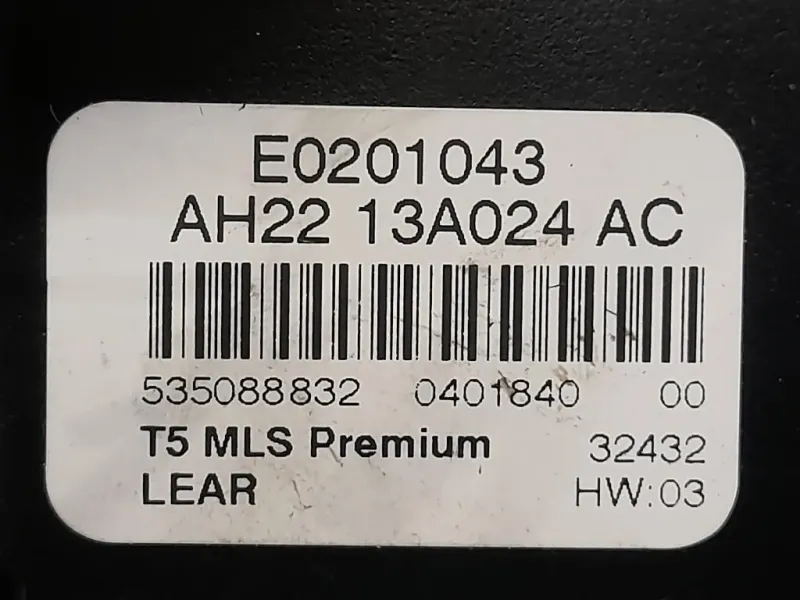 E0201043
AH22 13A024 AC
535088832 0401840 00
T5 MLS Premium 32432
LEAR HW:03